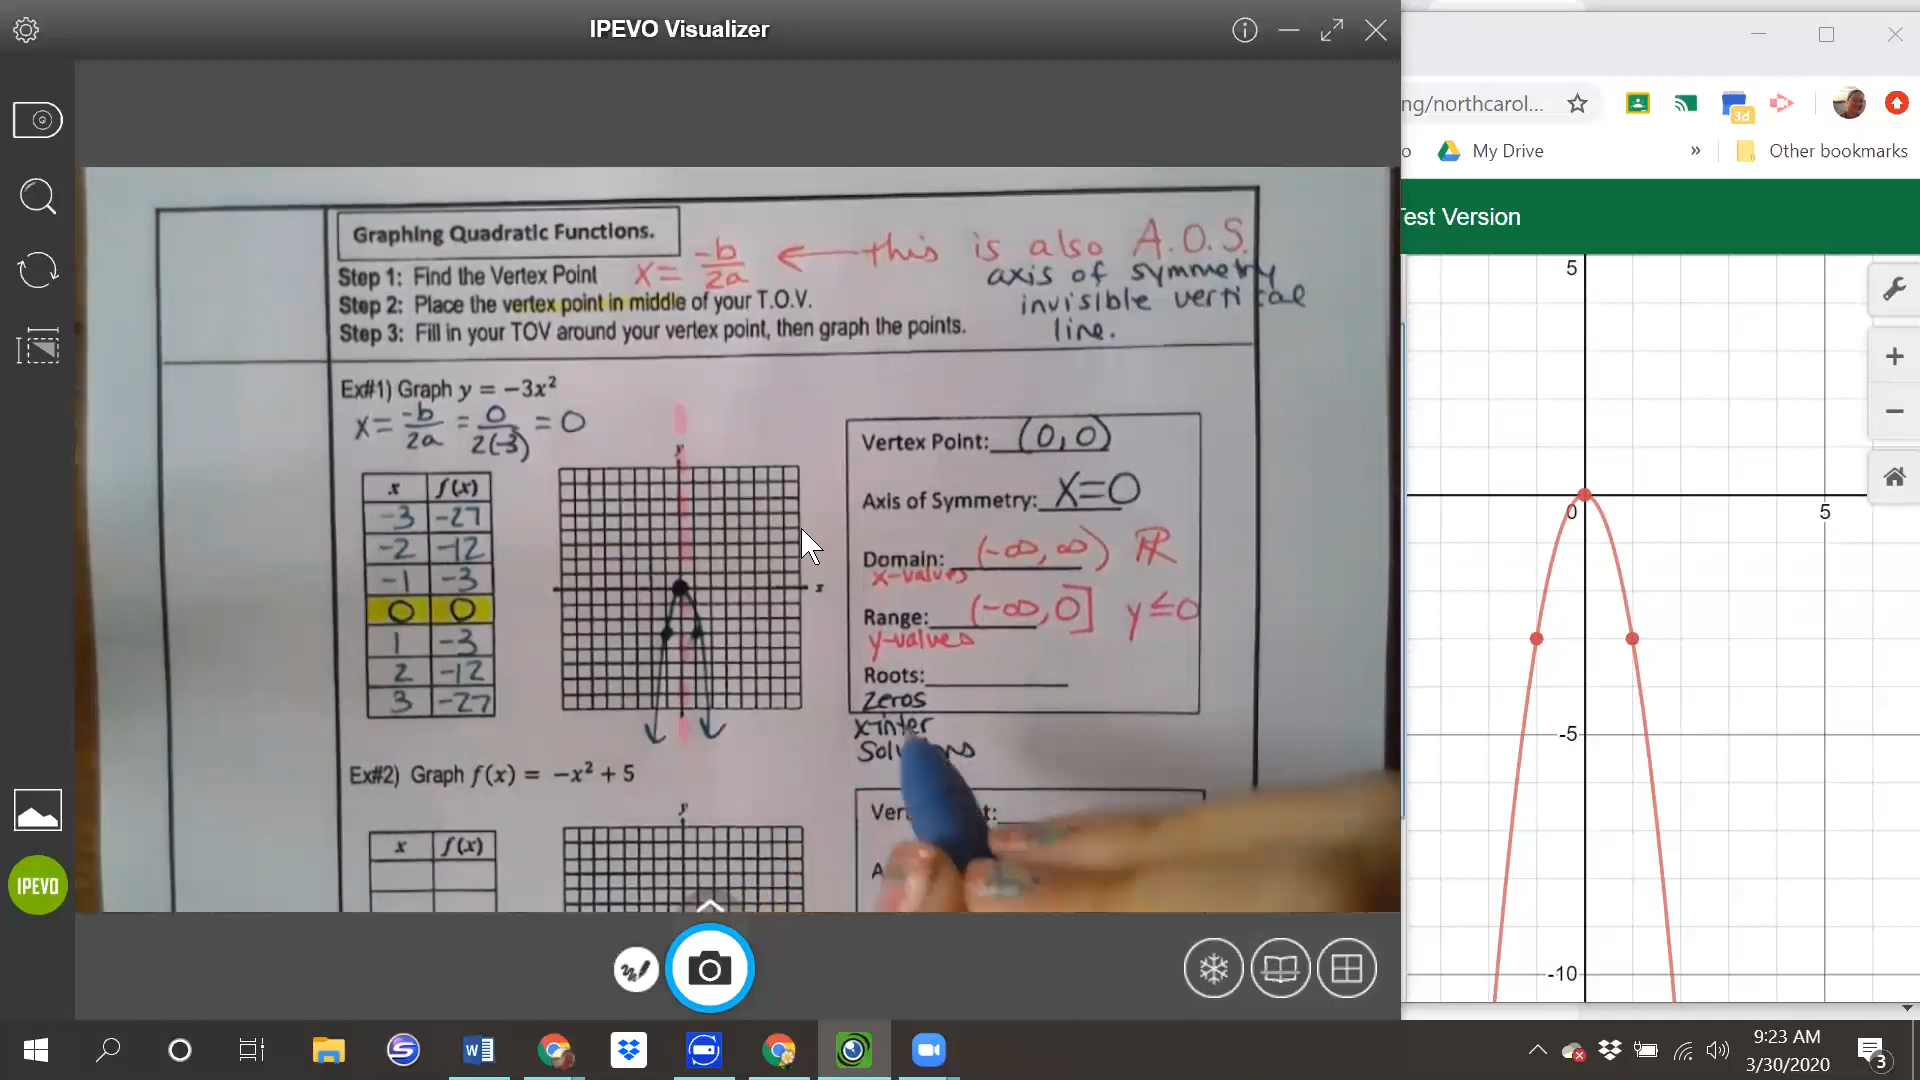 IPEVO Visualizer
Graphing Quadratic Functions.
x = -b/2a ← this is also A.O.S.
axis of symmetry
invisible vertical
line.
Step 1: Find the Vertex Point
Step 2: Place the vertex point in middle of your T.O.V.
Step 3: Fill in your TOV around your vertex point, then graph the points.
Ex#1) Graph y = −3x²
x = -b/2a = 0/2(-3) = 0
x f(x)
-3 -27
-2 -12
-1 -3
0 0
1 -3
2 -12
3 -27
y
x
Vertex Point: (0,0)
Axis of Symmetry: x=0
Domain: (-∞, ∞) ℝ
x-values
Range: (-∞, 0] y≤0
y-values
Roots:
Zeros
x-inter
Ex#2) Graph f(x) = −x² + 5
x f(x)
y
IPEVO
ng/northcarol...
3d
My Drive
»
Other bookmarks
Test Version
5
0
5
-5
-10
9:23 AM
3/30/2020
3